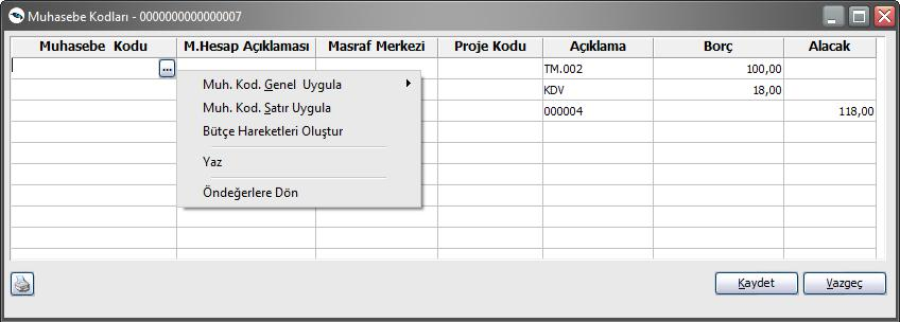 Muhasebe Kodları - 0000000000000007
Muhasebe Kodu M.Hesap Açıklaması Masraf Merkezi Proje Kodu Açıklama Borç Alacak
... TM.002 100,00
Muh. Kod. Genel Uygula
KDV 18,00
Muh. Kod. Satır Uygula
000004 118,00
Bütçe Hareketleri Oluştur
Yaz
Öndeğerlere Dön
Kaydet Vazgeç